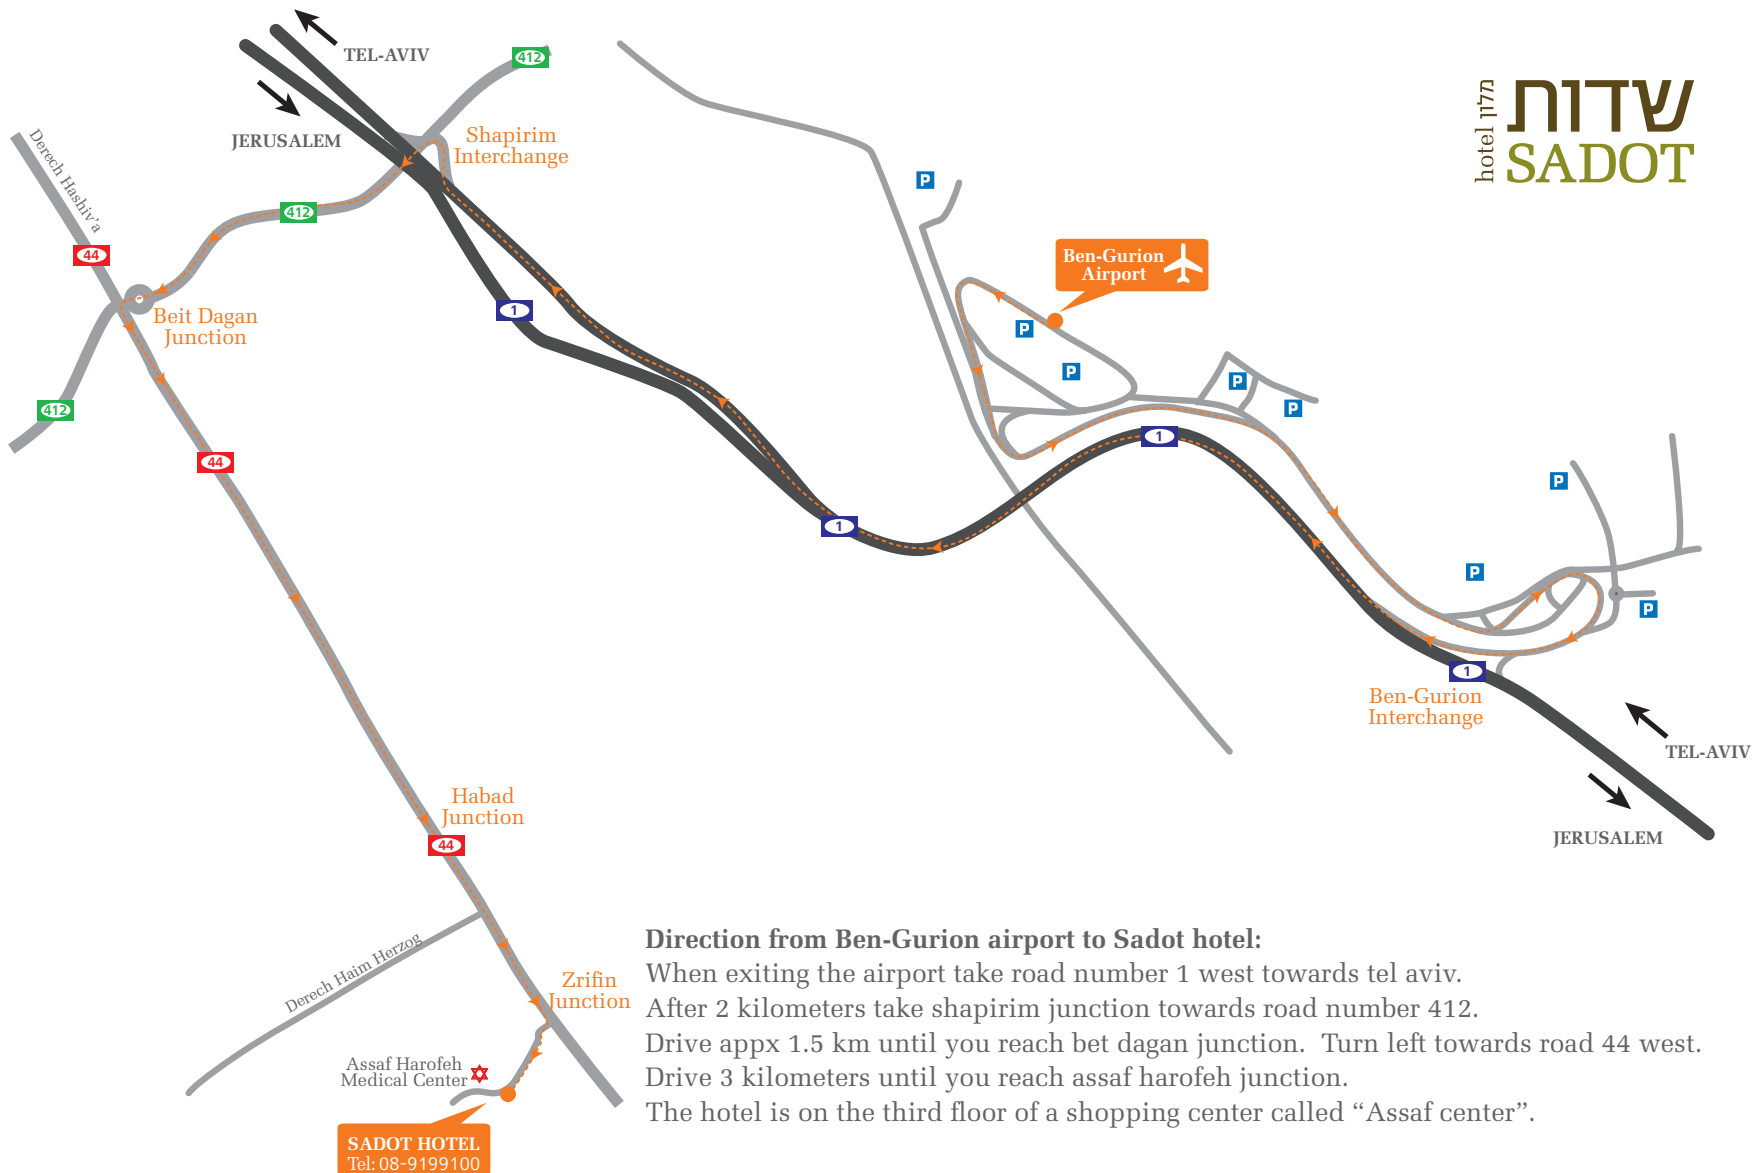 TEL-AVIV
412
JERUSALEM
Shapirim
Interchange
Derech Hashiv'a
412
44
Beit Dagan
Junction
412
44
1
P
Ben-Gurion
Airport
P
P
P
P
1
1
P
P
P
1
Ben-Gurion
Interchange
TEL-AVIV
JERUSALEM
מלון hotel
שדות
SADOT
Habad
Junction
44
Derech Haim Herzog
Zrifin
Junction
Assaf Harofeh
Medical Center
SADOT HOTEL
Tel: 08-9199100
Direction from Ben-Gurion airport to Sadot hotel:
When exiting the airport take road number 1 west towards tel aviv.
After 2 kilometers take shapirim junction towards road number 412.
Drive appx 1.5 km until you reach bet dagan junction.  Turn left towards road 44 west.
Drive 3 kilometers until you reach assaf harofeh junction.
The hotel is on the third floor of a shopping center called “Assaf center”.